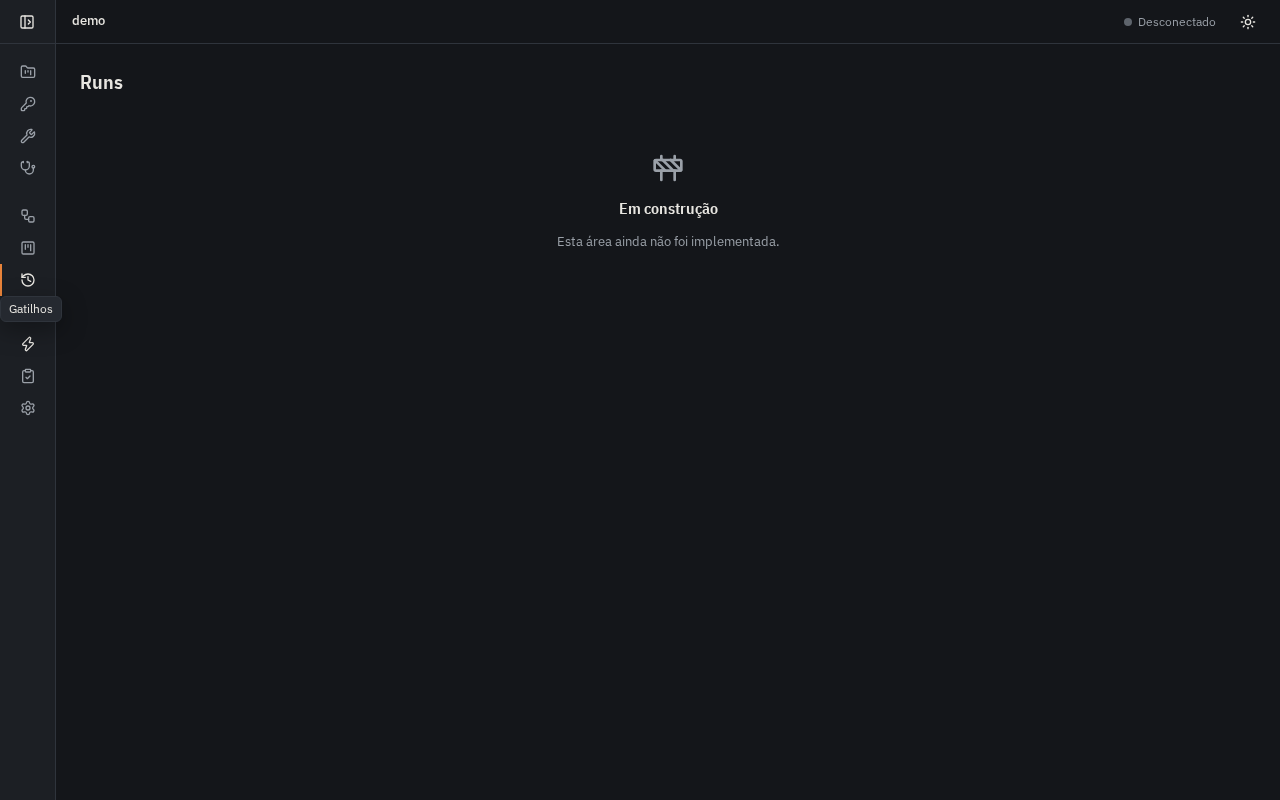 demo
Desconectado
Runs
Em construção
Esta área ainda não foi implementada.
Gatilhos